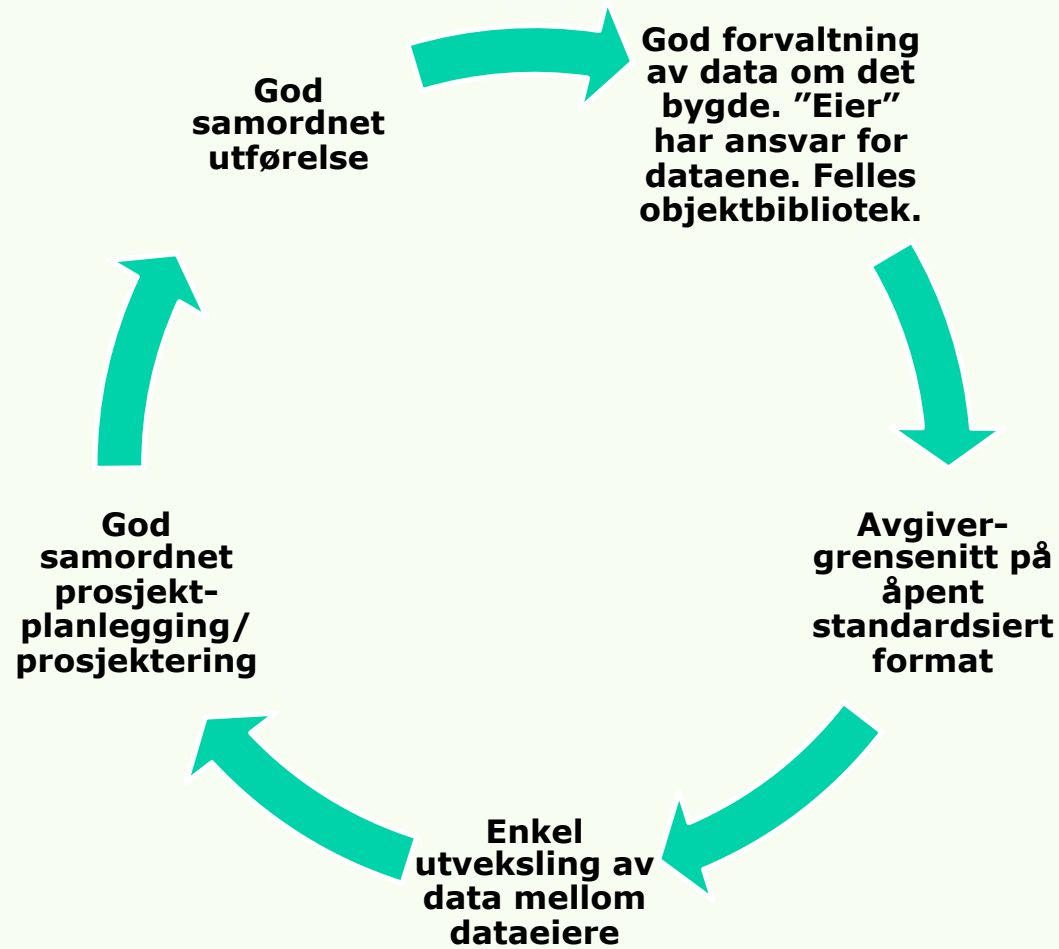 God
samordnet
utførelse
God forvaltning
av data om det
bygde. ”Eier”
har ansvar for
dataene. Felles
objektbibliotek.
Avgiver-
grensenitt på
åpent
standardsiert
format
Enkel
utveksling av
data mellom
dataeiere
God
samordnet
prosjekt-
planlegging/
prosjektering